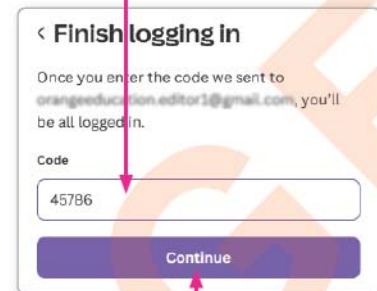 < Finish logging in
Once you enter the code we sent to
orangeeducation.editor1@gmail.com, you'll
be all logged in.
Code
45786
Continue